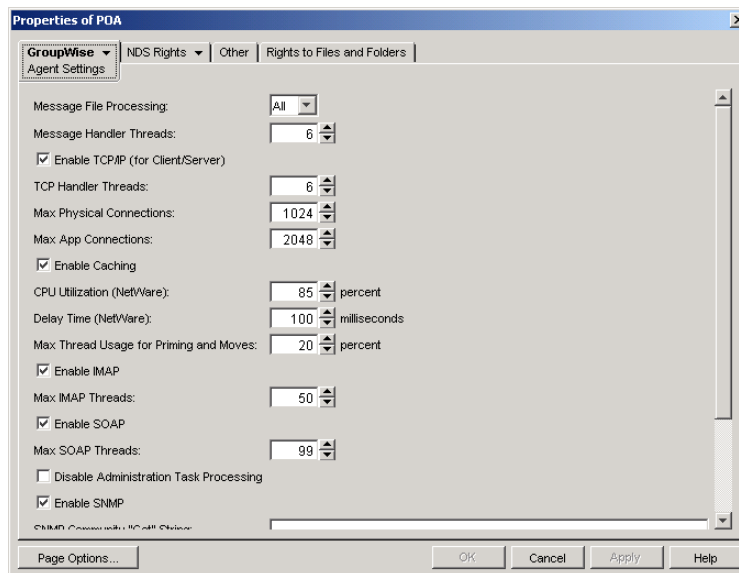 Properties of POA
GroupWise NDS Rights Other Rights to Files and Folders
Agent Settings
Message File Processing: All
Message Handler Threads: 6
Enable TCP/IP (for Client/Server)
TCP Handler Threads: 6
Max Physical Connections: 1024
Max App Connections: 2048
Enable Caching
CPU Utilization (NetWare): 85 percent
Delay Time (NetWare): 100 milliseconds
Max Thread Usage for Priming and Moves: 20 percent
Enable IMAP
Max IMAP Threads: 50
Enable SOAP
Max SOAP Threads: 99
Disable Administration Task Processing
Enable SNMP
SNMP Community "Get" String:
Page Options... OK Cancel Apply Help